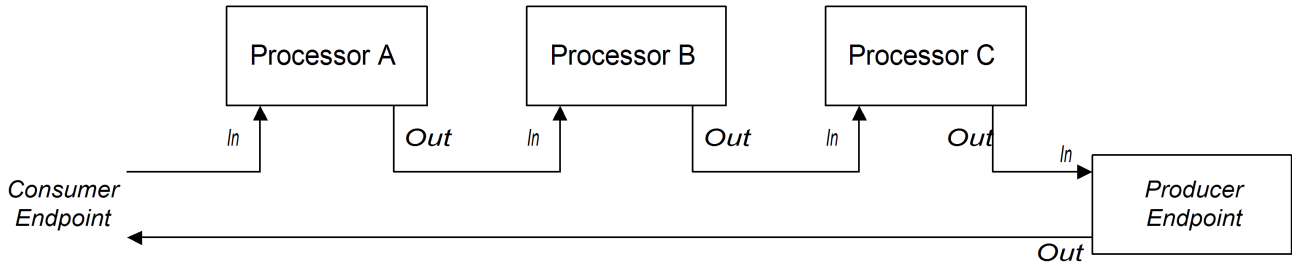 Processor A
Processor B
Processor C
In
Out
In
Out
In
Out
In
Consumer
Endpoint
Producer
Endpoint
Out